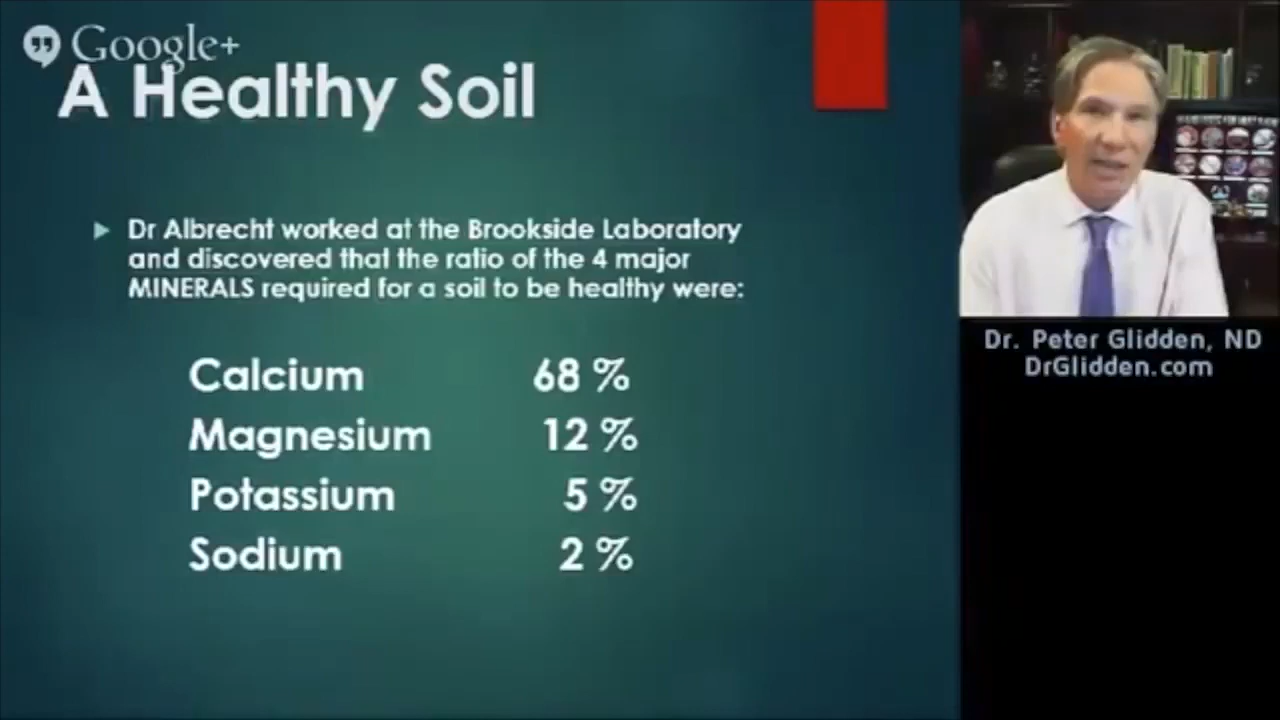 Google+
A Healthy Soil
Dr Albrecht worked at the Brookside Laboratory
and discovered that the ratio of the 4 major
MINERALS required for a soil to be healthy were:
Calcium 68 %
Magnesium 12 %
Potassium 5 %
Sodium 2 %
Dr. Peter Glidden, ND
DrGlidden.com